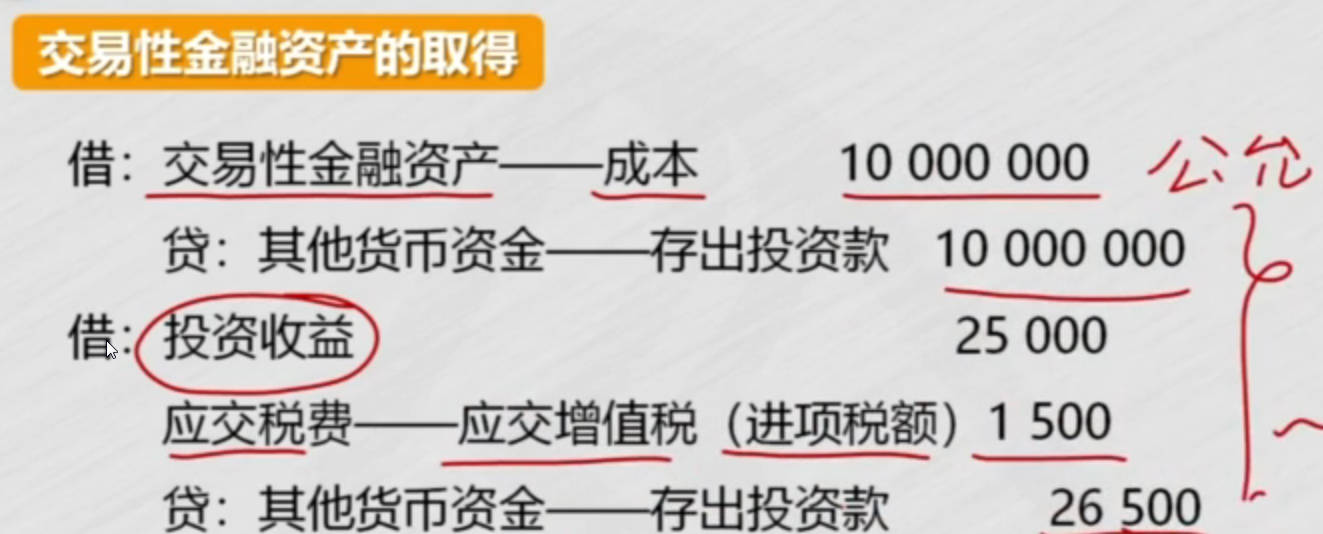 交易性金融资产的取得
借：交易性金融资产——成本 10 000 000 公允
贷：其他货币资金——存出投资款 10 000 000
借：投资收益 25 000
应交税费——应交增值税（进项税额）1 500
贷：其他货币资金——存出投资款 26 500